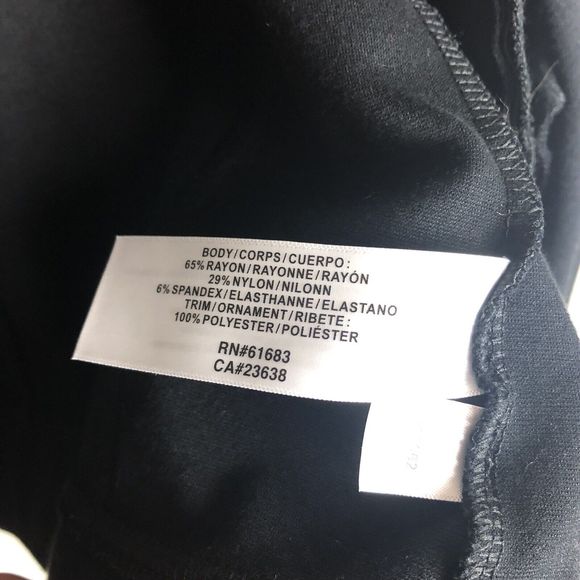 BODY/CORPS/CUERPO:
65% RAYON/RAYONNE/RAYÓN
29% NYLON/NILONN
6% SPANDEX/ELASTHANNE/ELASTANO
TRIM/ORNAMENT/RIBETE:
100% POLYESTER/POLIÉSTER
RN#61683
CA#23638